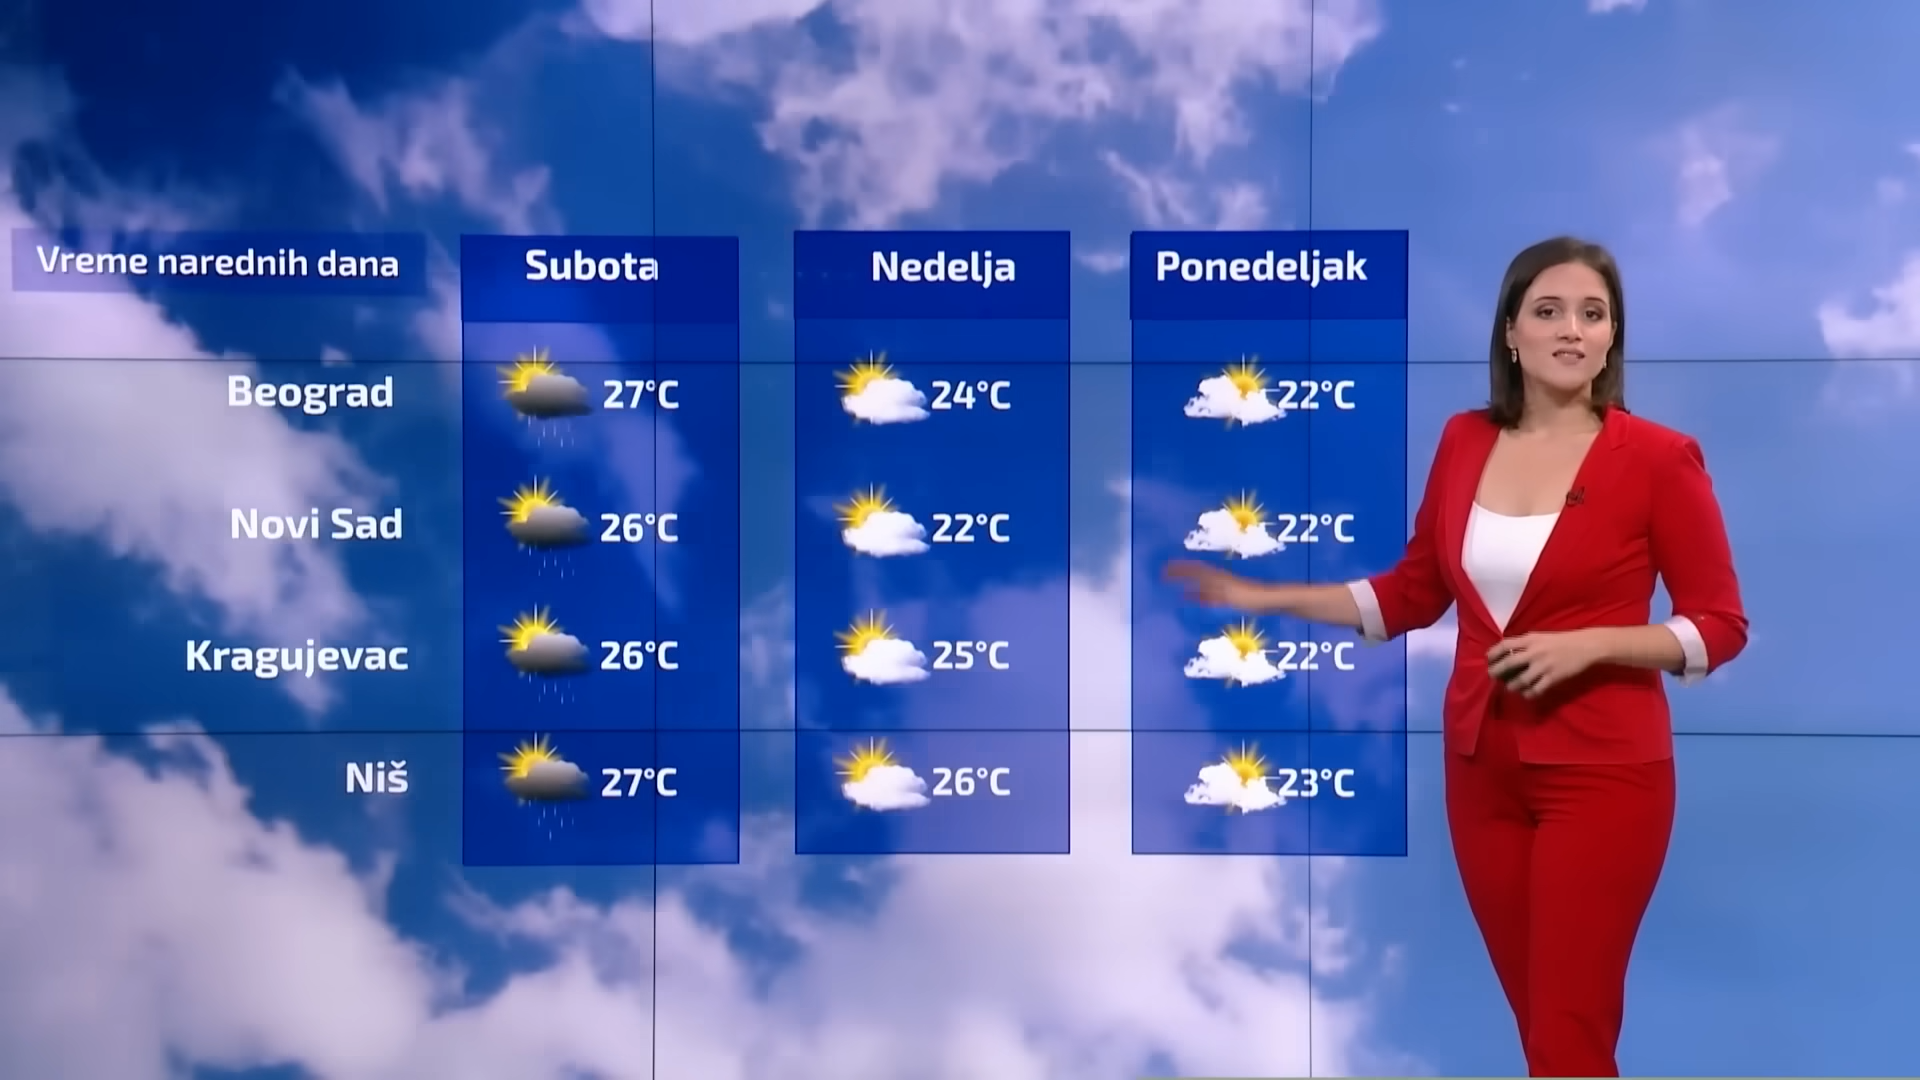 Vreme narednih dana
Subota
Nedelja
Ponedeljak
Beograd
27°C
24°C
22°C
Novi Sad
26°C
22°C
22°C
Kragujevac
26°C
25°C
22°C
Niš
27°C
26°C
23°C